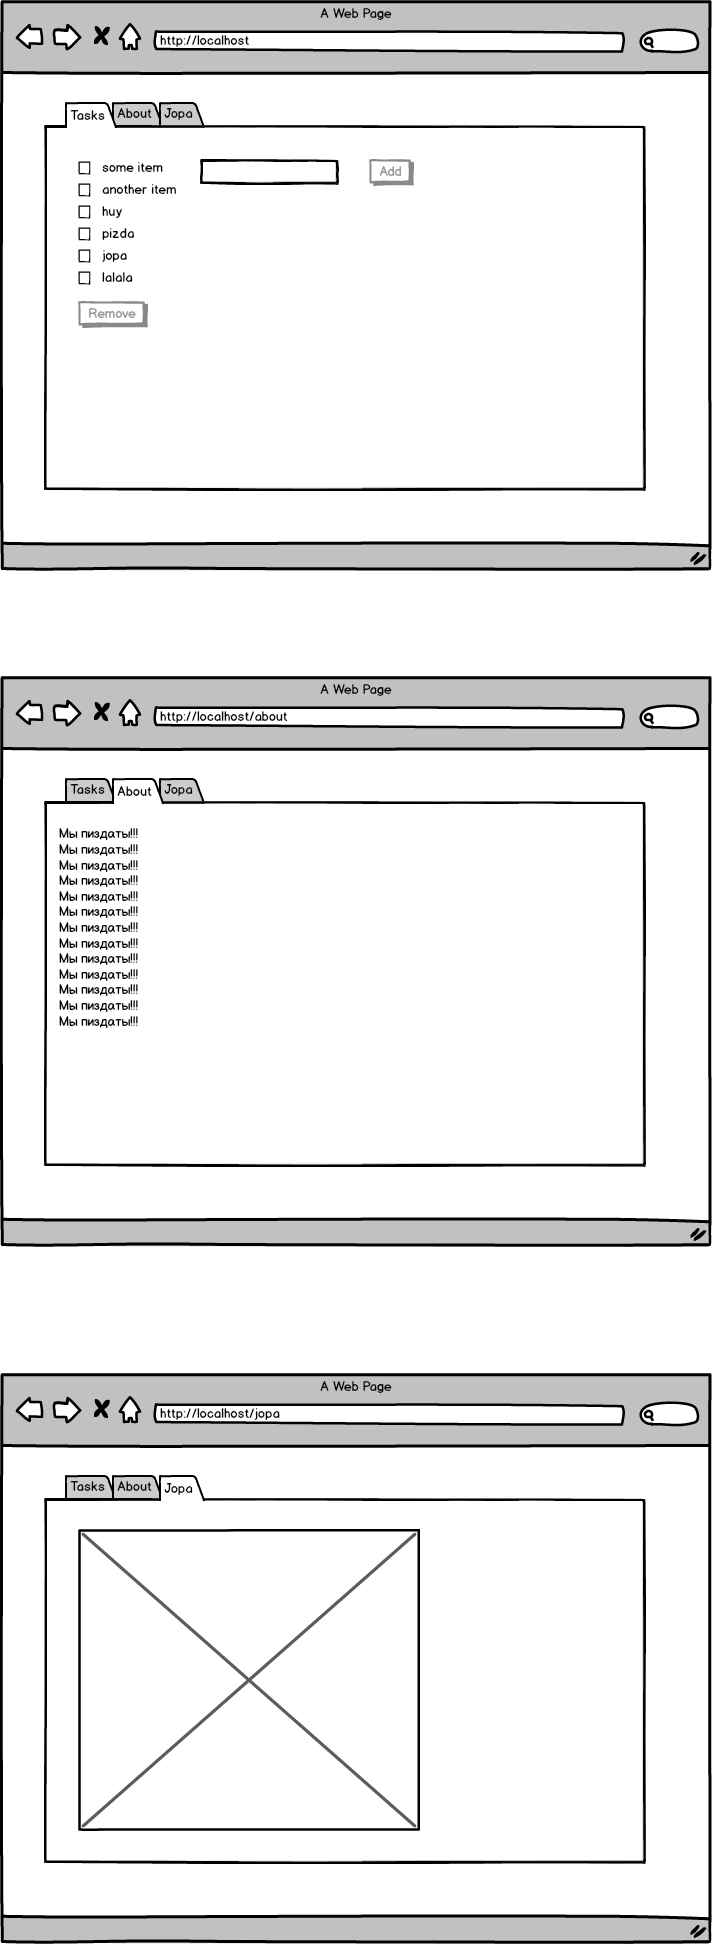 A Web Page
http://localhost
Tasks About Jopa
some item
Add
another item
huy
pizda
jopa
lalala
Remove
A Web Page
http://localhost/about
Tasks About Jopa
Мы пиздаты!!!
Мы пиздаты!!!
Мы пиздаты!!!
Мы пиздаты!!!
Мы пиздаты!!!
Мы пиздаты!!!
Мы пиздаты!!!
Мы пиздаты!!!
Мы пиздаты!!!
Мы пиздаты!!!
Мы пиздаты!!!
Мы пиздаты!!!
Мы пиздаты!!!
A Web Page
http://localhost/jopa
Tasks About Jopa